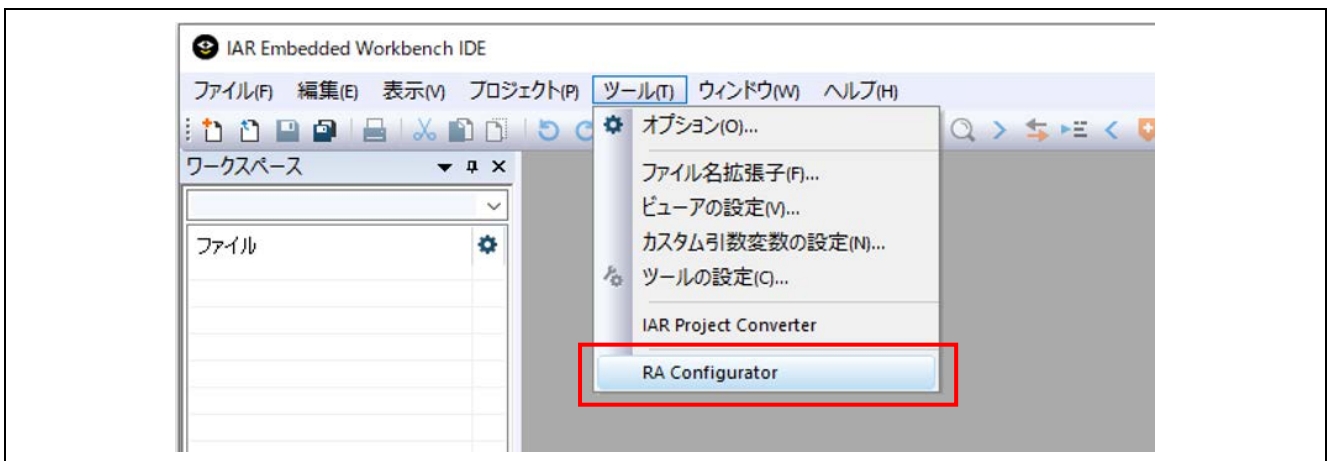 IAR Embedded Workbench IDE
ファイル(F) 編集(E) 表示(V) プロジェクト(P) ツール(T) ウィンドウ(W) ヘルプ(H)
オプション(O)...
ワークスペース
ファイル名拡張子(F)...
ビューアの設定(V)...
ファイル
カスタム引数変数の設定(N)...
ツールの設定(C)...
IAR Project Converter
RA Configurator